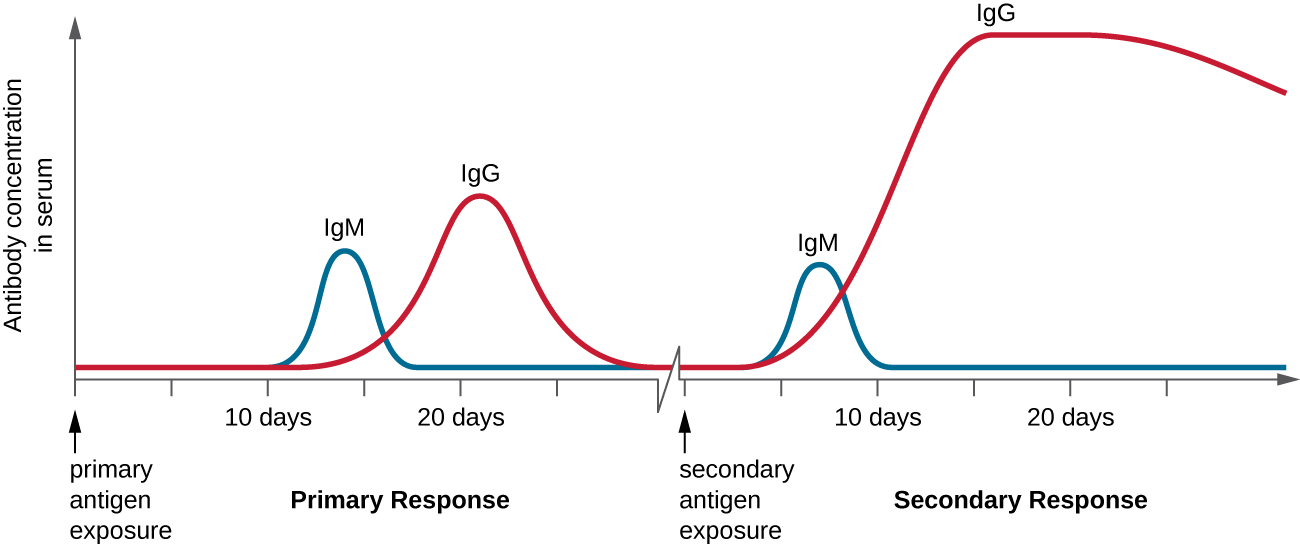 Antibody concentration
in serum
IgM
IgG
IgM
IgG
10 days
20 days
10 days
20 days
primary
antigen
exposure
Primary Response
secondary
antigen
exposure
Secondary Response